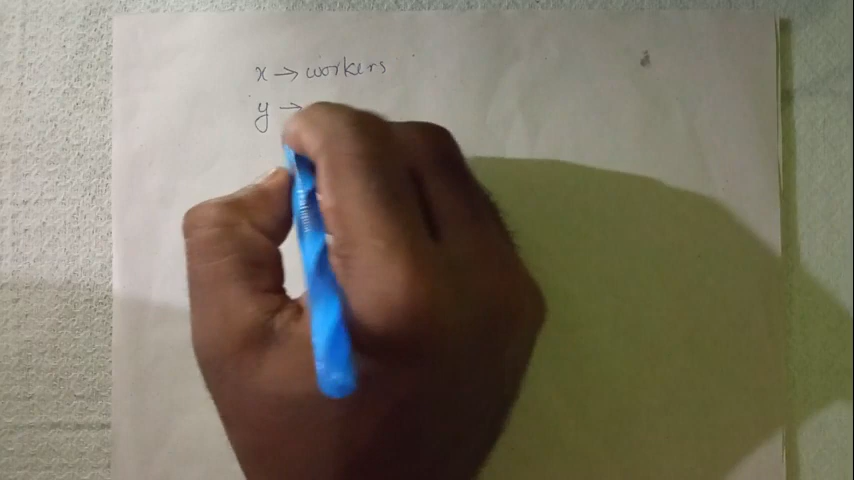 x → workers
y →